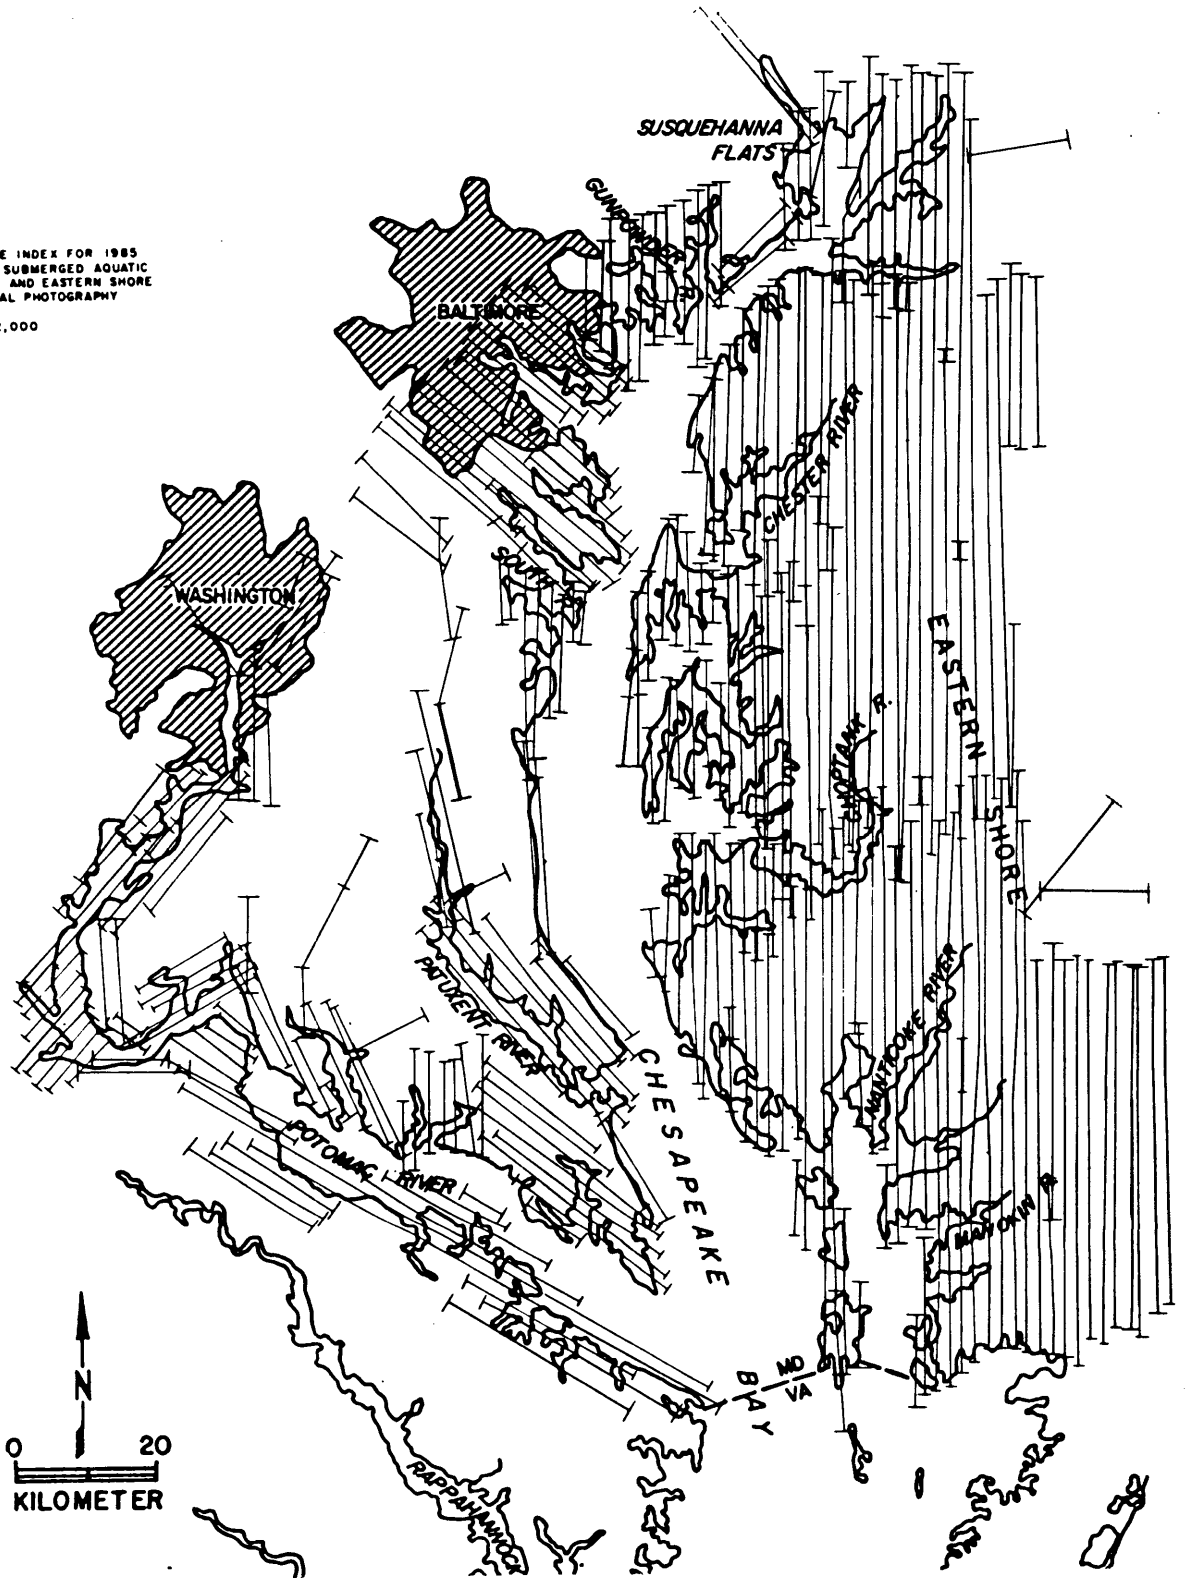 SUSQUEHANNA
FLATS
GUNPOWDER R.
E INDEX FOR 1985
SUBMERGED AQUATIC
AND EASTERN SHORE
AL PHOTOGRAPHY
,000
BALTIMORE
CHESTER RIVER
SOUTH R.
WASHINGTON
EASTERN SHORE
CHOPTANK R.
PATUXENT RIVER
NANTICOKE RIVER
CHESAPEAKE BAY
POTOMAC RIVER
MANOKIN R.
MD
VA
N
0 20
KILOMETER
RAPPAHANNOCK